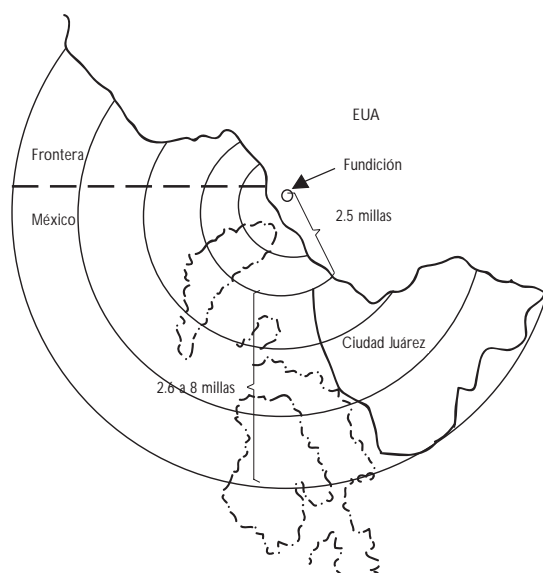 EUA
Frontera
Fundición
México
2.5 millas
Ciudad Juárez
2.6 a 8 millas